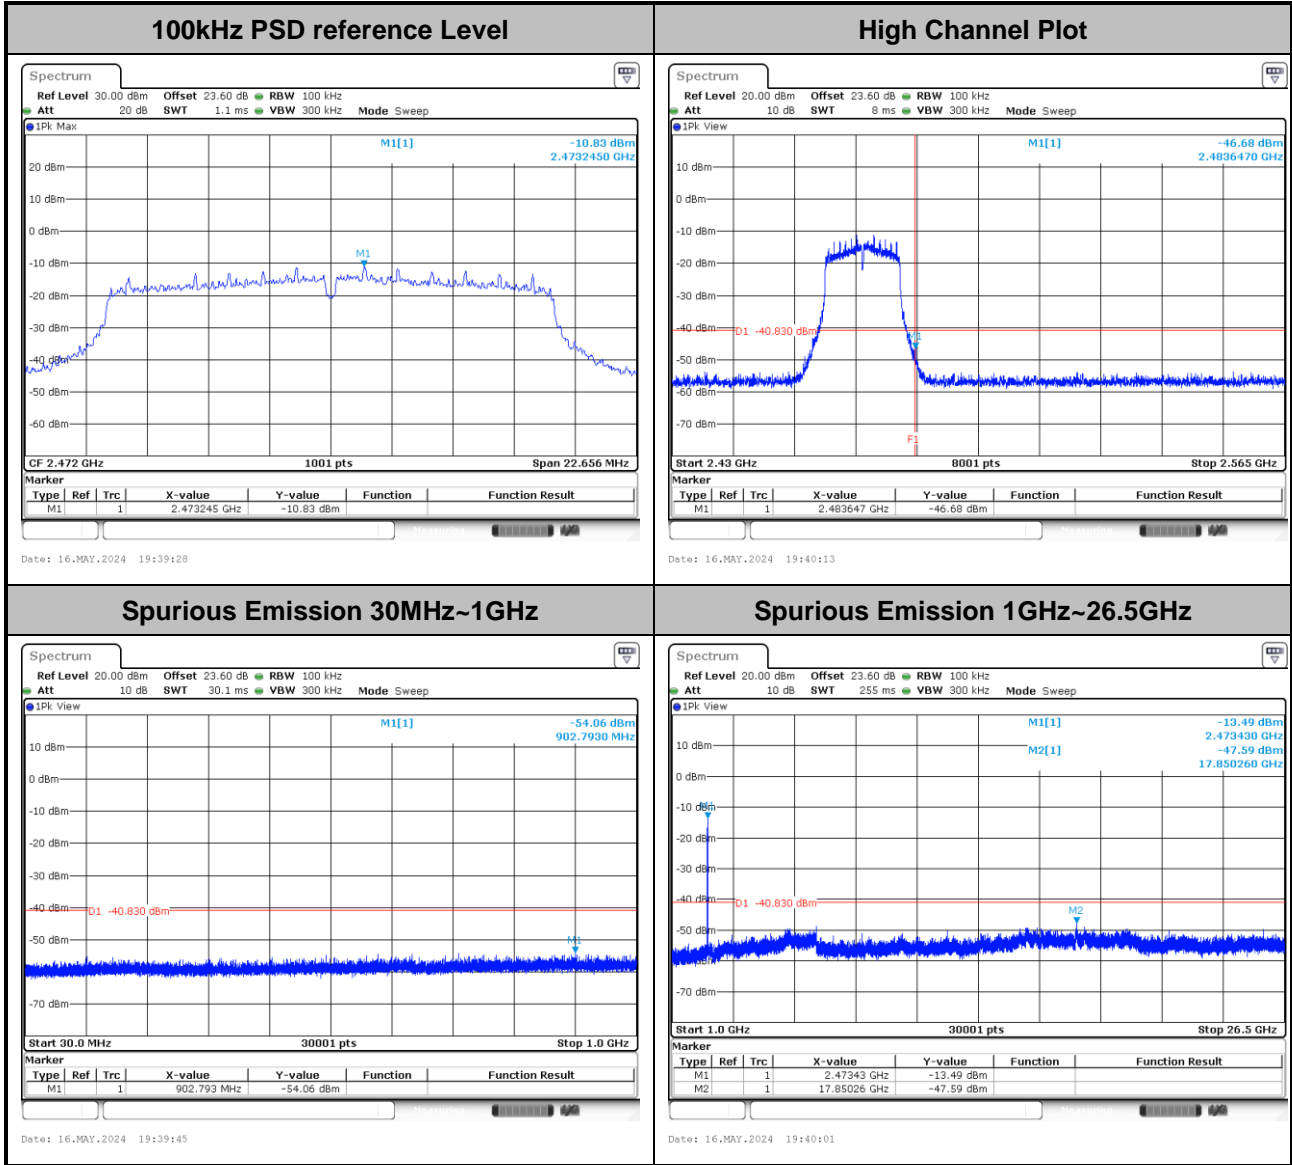 100kHz PSD reference Level
Spectrum
Ref Level 30.00 dBm Offset 23.60 dB RBW 100 kHz
Att 20 dB SWT 1.1 ms VBW 300 kHz Mode Sweep
1Pk Max
M1[1] -10.83 dBm
2.4732450 GHz
20 dBm
10 dBm
0 dBm
M1
-10 dBm
-20 dBm
-30 dBm
-40 dBm
-50 dBm
-60 dBm
CF 2.472 GHz 1001 pts Span 22.656 MHz
Marker
Type Ref Trc X-value Y-value Function Function Result
M1 1 2.473245 GHz -10.83 dBm
Date: 16.MAY.2024 19:39:28
High Channel Plot
Spectrum
Ref Level 20.00 dBm Offset 23.60 dB RBW 100 kHz
Att 10 dB SWT 8 ms VBW 300 kHz Mode Sweep
1Pk View
M1[1] -46.68 dBm
2.4836470 GHz
10 dBm
0 dBm
-10 dBm
-20 dBm
-30 dBm
-40 dBm
D1 -40.830 dBm
M1
-50 dBm
-60 dBm
-70 dBm
F1
Start 2.43 GHz 8001 pts Stop 2.565 GHz
Marker
Type Ref Trc X-value Y-value Function Function Result
M1 1 2.483647 GHz -46.68 dBm
Date: 16.MAY.2024 19:40:13
Spurious Emission 30MHz~1GHz
Spectrum
Ref Level 20.00 dBm Offset 23.60 dB RBW 100 kHz
Att 10 dB SWT 30.1 ms VBW 300 kHz Mode Sweep
1Pk View
M1[1] -54.06 dBm
902.7930 MHz
10 dBm
0 dBm
-10 dBm
-20 dBm
-30 dBm
-40 dBm
D1 -40.830 dBm
-50 dBm
M1
-70 dBm
Start 30.0 MHz 30001 pts Stop 1.0 GHz
Marker
Type Ref Trc X-value Y-value Function Function Result
M1 1 902.793 MHz -54.06 dBm
Date: 16.MAY.2024 19:39:45
Spurious Emission 1GHz~26.5GHz
Spectrum
Ref Level 20.00 dBm Offset 23.60 dB RBW 100 kHz
Att 10 dB SWT 255 ms VBW 300 kHz Mode Sweep
1Pk View
M1[1] -13.49 dBm
2.473430 GHz
M2[1] -47.59 dBm
17.850260 GHz
10 dBm
0 dBm
-10 dBm
M1
-20 dBm
-30 dBm
-40 dBm
D1 -40.830 dBm
M2
-50 dBm
-70 dBm
Start 1.0 GHz 30001 pts Stop 26.5 GHz
Marker
Type Ref Trc X-value Y-value Function Function Result
M1 1 2.47343 GHz -13.49 dBm
M2 1 17.85026 GHz -47.59 dBm
Date: 16.MAY.2024 19:40:01